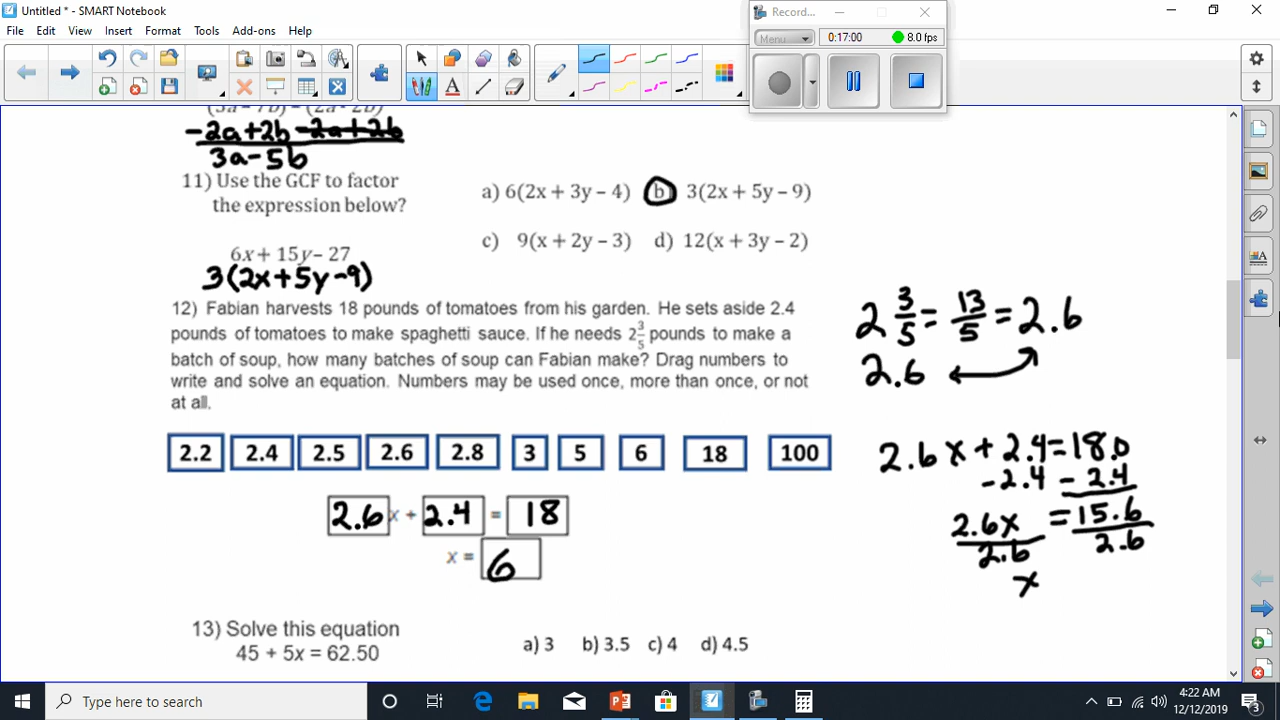 Untitled * - SMART Notebook
File Edit View Insert Format Tools Add-ons Help
Record...
Menu 0:17:00 8.0 fps
(5a - 7b) - (2a - 2b)
-2a+2b -2a+2b
3a-5b
11) Use the GCF to factor
the expression below?
a) 6(2x + 3y – 4) b) 3(2x + 5y – 9)
c) 9(x + 2y – 3) d) 12(x + 3y – 2)
6x + 15y – 27
3(2x+5y-9)
12) Fabian harvests 18 pounds of tomatoes from his garden. He sets aside 2.4
pounds of tomatoes to make spaghetti sauce. If he needs 2 3/5 pounds to make a
batch of soup, how many batches of soup can Fabian make? Drag numbers to
write and solve an equation. Numbers may be used once, more than once, or not
at all.
2 3/5 = 13/5 = 2.6
2.6
2.2 2.4 2.5 2.6 2.8 3 5 6 18 100
2.6 x + 2.4 = 18
x = 6
2.6x + 2.4 = 18.0
-2.4 - 2.4
2.6x = 15.6
2.6 2.6
x
13) Solve this equation
45 + 5x = 62.50
a) 3 b) 3.5 c) 4 d) 4.5
Type here to search
4:22 AM
12/12/2019
3